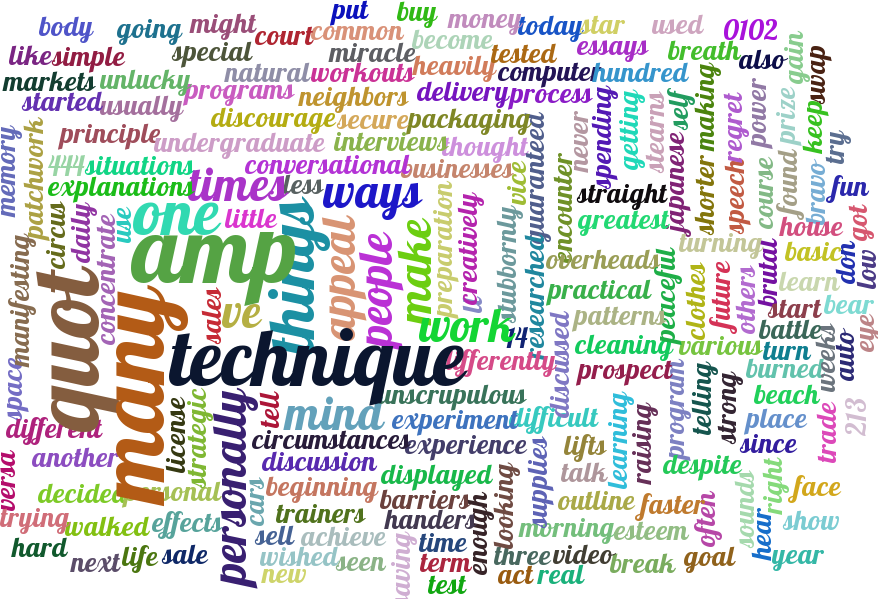 put
buy
money
today
star
used
0102
body
going
might
court
common
become
essays
breath
also
gain
swap
like
simple
special
miracle
tested
markets
unlucky
natural
workouts
heavily
computer
hundred
started
usually
programs
neighbors
delivery
process
self
making
power
prize
keep
try
discourage
secure
packaging
guaranteed
never
spending
getting
stearns
regret
principle
undergraduate
interviews
thought
memory
patchwork
444
situations
conversational
businesses
vice
encounter
japanese
shorter
speech
course
found
bravo
explanations
times
less
ways
straight
fun
circus
daily
use
one
little
things
appeal
people
make
preparation
credively
stubbornly
greatest
house
got
manifesting
concentrate
amp
researched
overheads
peaceful
turning
basic
don
low
quot
many
sales
ve
practical
clothes
future
others
brutal
learn
start
bear
work
14
patterns
battle
eye
technique
differently
discussed
cleaning
various
turn
weeks
auto
space
prospect
burned
unscrupulous
program
telling
strong
beach
different
license
strategic
personally
tell
mind
experiment
difficult
learning
raising
place
trade
213
circumstances
experience
lifts
since
versa
another
discussion
displayed
supplies
talk
despite
decided
personal
cars
beginning
barriers
looking
outline
faster
often
sounds
right
face
trying
walked
effects
trainers
handers
enough
morning
esteem
hear
show
hard
sell
achieve
time
next
life
sale
wished
seen
saving
term
three
video
break
goal
year
new
test
act
real